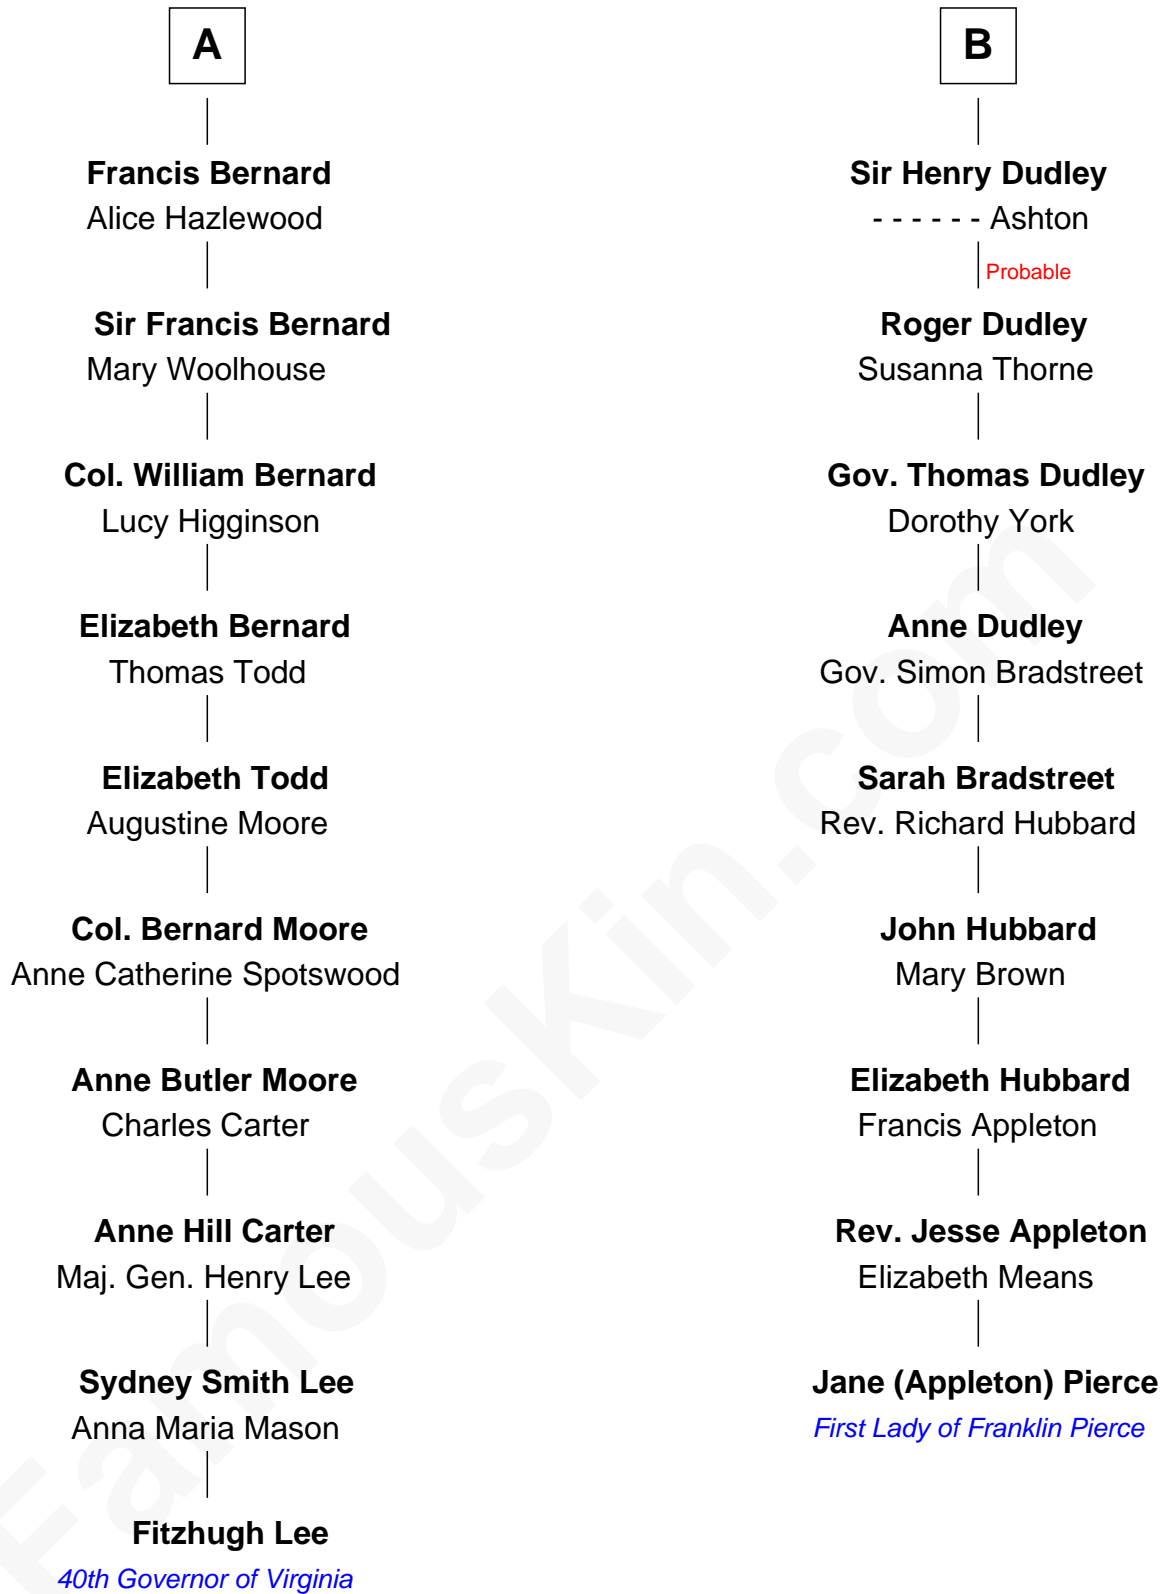 A
Francis Bernard
Alice Hazlewood
Sir Francis Bernard
Mary Woolhouse
Col. William Bernard
Lucy Higginson
Elizabeth Bernard
Thomas Todd
Elizabeth Todd
Augustine Moore
Col. Bernard Moore
Anne Catherine Spotswood
Anne Butler Moore
Charles Carter
Anne Hill Carter
Maj. Gen. Henry Lee
Sydney Smith Lee
Anna Maria Mason
Fitzhugh Lee
40th Governor of Virginia
B
Sir Henry Dudley
- - - - - - Ashton
Probable
Roger Dudley
Susanna Thorne
Gov. Thomas Dudley
Dorothy York
Anne Dudley
Gov. Simon Bradstreet
Sarah Bradstreet
Rev. Richard Hubbard
John Hubbard
Mary Brown
Elizabeth Hubbard
Francis Appleton
Rev. Jesse Appleton
Elizabeth Means
Jane (Appleton) Pierce
First Lady of Franklin Pierce
FamousKin.com